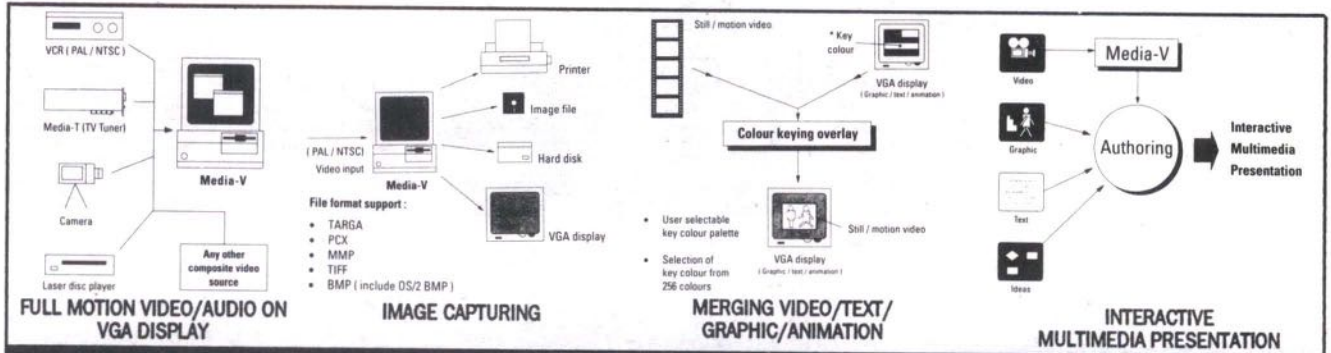 VCR ( PAL / NTSC )
Media-T (TV Tuner)
Camera
Laser disc player
Media-V
Any other
composite video
source
FULL MOTION VIDEO/AUDIO ON
VGA DISPLAY
( PAL / NTSC)
Video input
Media-V
Printer
Image file
Hard disk
VGA display
File format support :
• TARGA
• PCX
• MMP
• TIFF
• BMP ( include OS/2 BMP )
IMAGE CAPTURING
Still / motion video
* Key
colour
VGA display
( Graphic / text / animation )
Colour keying overlay
• User selectable
key colour palette
• Selection of
key colour from
256 colours
Still / motion video
VGA display
( Graphic / text / animation )
MERGING VIDEO/TEXT/
GRAPHIC/ANIMATION
Video
Graphic
Text
Ideas
Media-V
Authoring
Interactive
Multimedia
Presentation
INTERACTIVE
MULTIMEDIA PRESENTATION